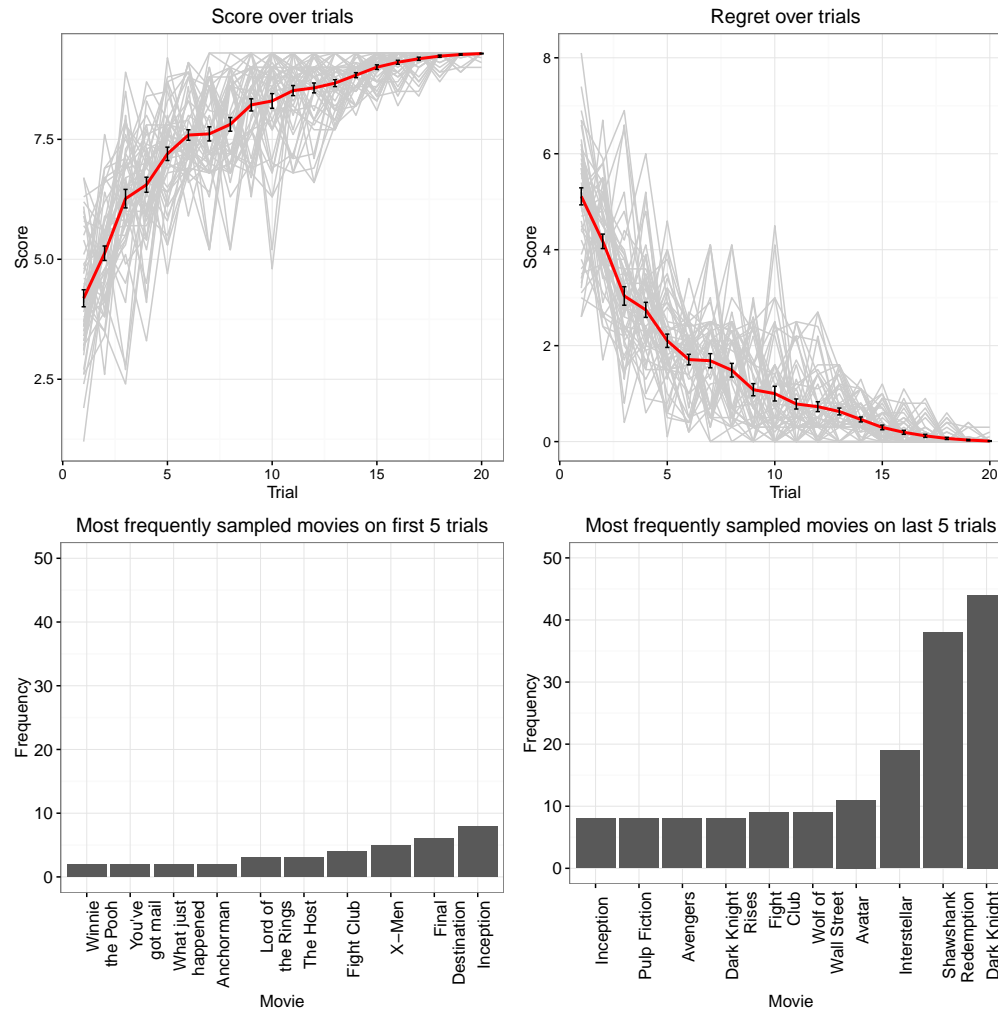 Score over trials
Score
7.5
5.0
2.5
0
5
10
15
20
Trial
Regret over trials
Score
8
6
4
2
0
0
5
10
15
20
Trial
Most frequently sampled movies on first 5 trials
Frequency
50
40
30
20
10
0
Winnie
the Pooh
You've
got mail
What just
happened
Anchorman
Lord of
the Rings
The Host
Fight Club
X−Men
Final
Destination
Inception
Movie
Most frequently sampled movies on last 5 trials
Frequency
50
40
30
20
10
0
Inception
Pulp Fiction
Avengers
Dark Knight
Rises
Fight
Club
Wolf of
Wall Street
Avatar
Interstellar
Shawshank
Redemption
Dark Knight
Movie